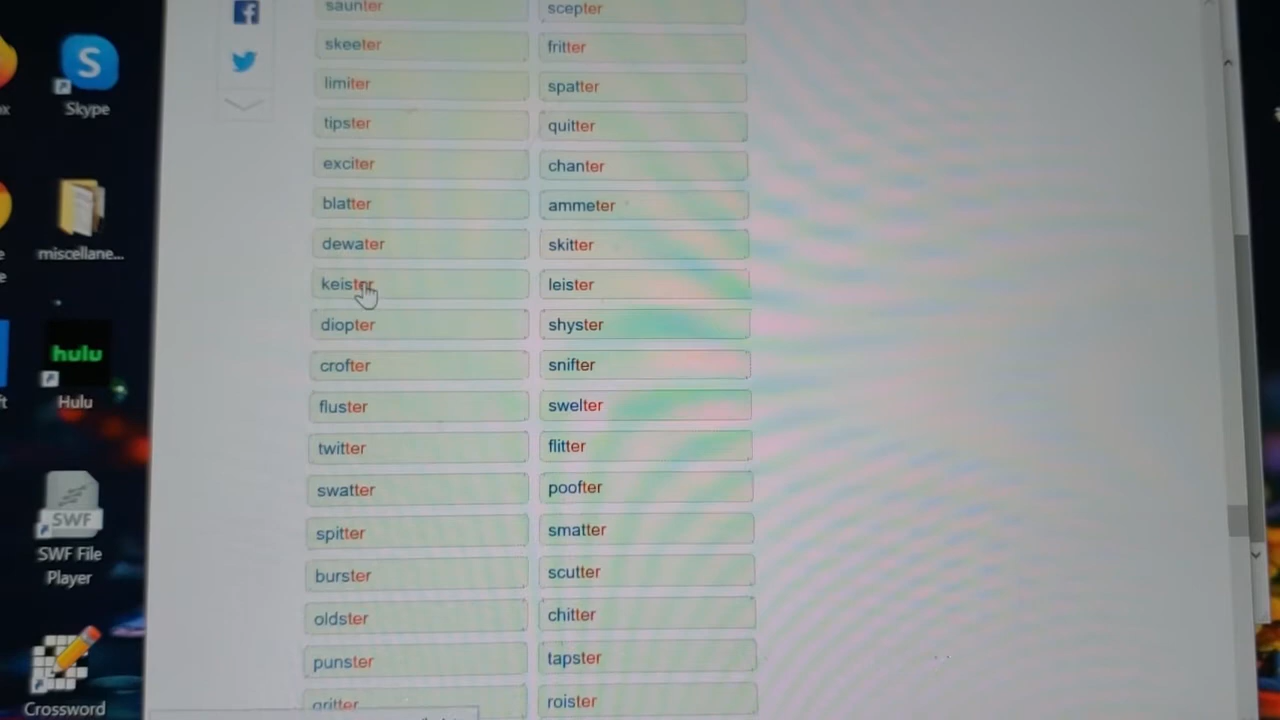 saunter scepter
skeeter fritter
Skype
limiter spatter
tipster quitter
exciter chanter
blatter ammeter
miscellane...
dewater skitter
keister leister
diopter shyster
hulu
Hulu
crofter snifter
fluster swelter
twitter flitter
swatter poofter
SWF
SWF File
Player
spitter smatter
burster scutter
oldster chitter
punster tapster
gritter roister
Crossword